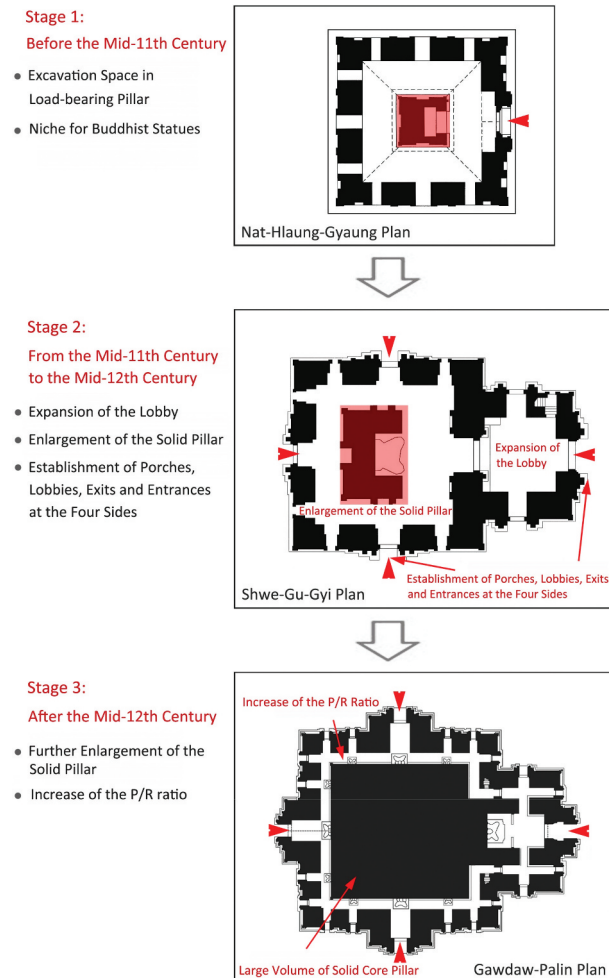 Stage 1:
Before the Mid-11th Century
Excavation Space in
Load-bearing Pillar
Niche for Buddhist Statues
Nat-Hlaung-Gyaung Plan
Stage 2:
From the Mid-11th Century
to the Mid-12th Century
Expansion of the Lobby
Enlargement of the Solid Pillar
Establishment of Porches,
Lobbies, Exits and Entrances
at the Four Sides
Expansion of
the Lobby
Enlargement of the Solid Pillar
Establishment of Porches, Lobbies, Exits
and Entrances at the Four Sides
Shwe-Gu-Gyi Plan
Stage 3:
After the Mid-12th Century
Further Enlargement of the
Solid Pillar
Increase of the P/R ratio
Increase of the P/R Ratio
Large Volume of Solid Core Pillar
Gawdaw-Palin Plan